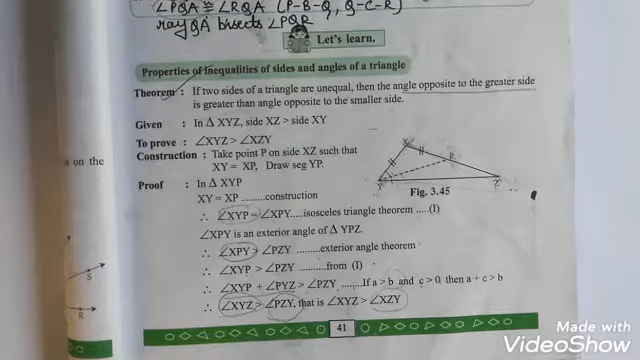 ∠PQA ≅ ∠RQA (P-B-Q, Q-C-R)
ray QA bisects ∠PQR
Let's learn.
Properties of inequalities of sides and angles of a triangle
Theorem : If two sides of a triangle are unequal, then the angle opposite to the greater side
is greater than angle opposite to the smaller side.
Given : In Δ XYZ, side XZ > side XY
To prove : ∠XYZ > ∠XZY
Construction : Take point P on side XZ such that
XY = XP, Draw seg YP.
Proof : In Δ XYP
XY = XP .........construction
∴ ∠XYP = ∠XPY.....isosceles triangle theorem .....(I)
∠XPY is an exterior angle of Δ YPZ.
∴ ∠XPY > ∠PZY .........exterior angle theorem
∴ ∠XYP > ∠PZY ..........from (I)
∴ ∠XYP + ∠PYZ > ∠PZY ......If a > b and c > 0 then a + c > b
∴ ∠XYZ > ∠PZY, that is ∠XYZ > ∠XZY
X
P
Y
Z
Fig. 3.45
s on the
S
R
41
Made with
VideoShow